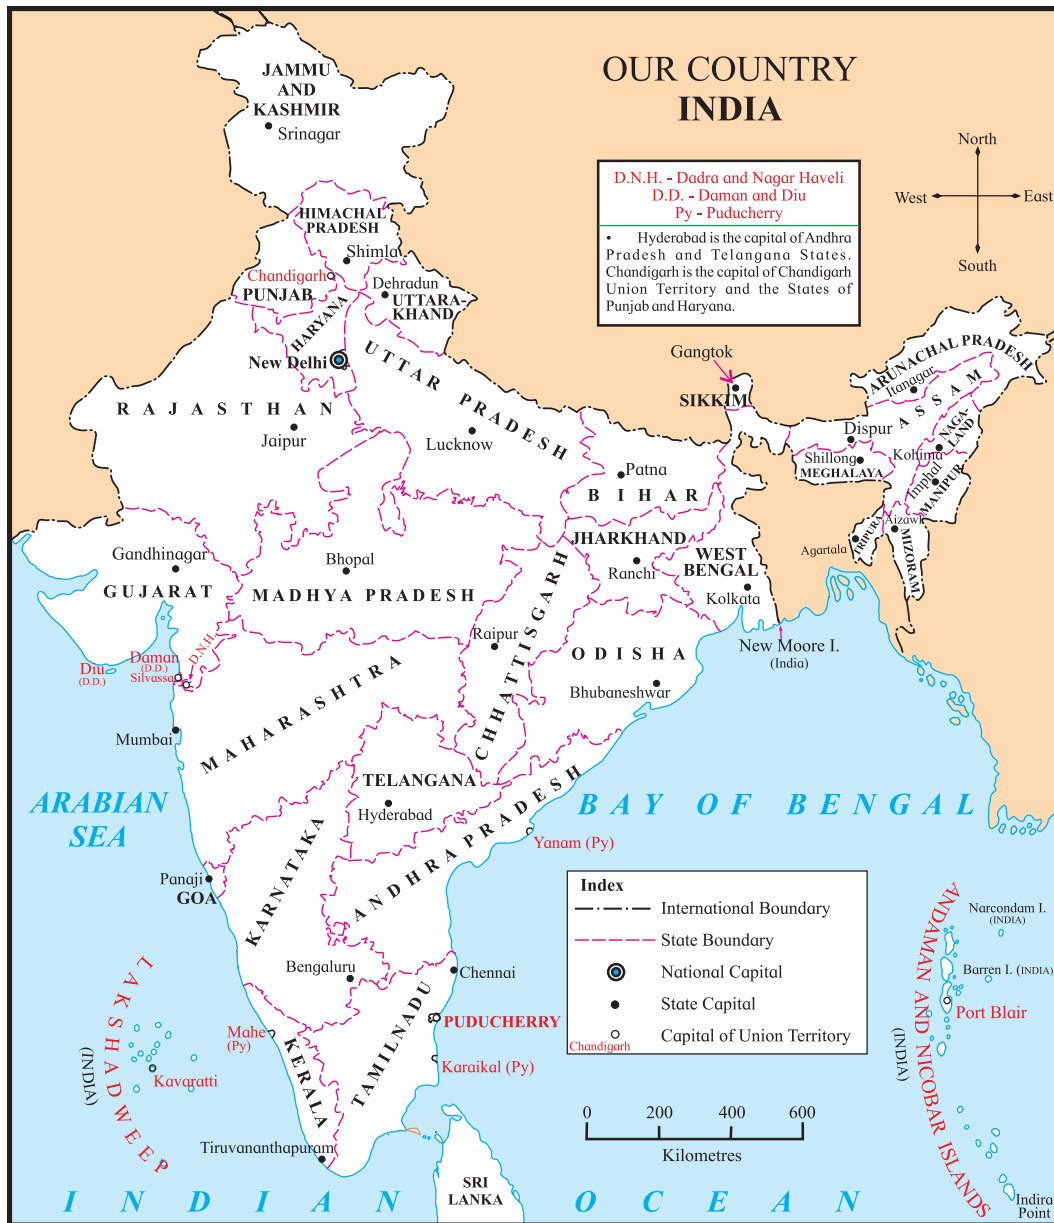 OUR COUNTRY
INDIA
North
West
East
South
D.N.H. - Dadra and Nagar Haveli
D.D. - Daman and Diu
Py - Puducherry
• Hyderabad is the capital of Andhra
Pradesh and Telangana States.
Chandigarh is the capital of Chandigarh
Union Territory and the States of
Punjab and Haryana.
JAMMU
AND
KASHMIR
Srinagar
HIMACHAL
PRADESH
Shimla
Chandigarh
PUNJAB
Dehradun
UTTARA-
KHAND
HARYANA
New Delhi
UTTAR PRADESH
RAJASTHAN
Jaipur
Lucknow
Gangtok
SIKKIM
ARUNACHAL PRADESH
Itanagar
ASSAM
Dispur
NAGA-
LAND
Kohima
Shillong
MEGHALAYA
Imphal
MANIPUR
Aizawl
TRIPURA
Agartala
MIZORAM
Patna
BIHAR
JHARKHAND
Ranchi
WEST
BENGAL
Kolkata
New Moore I.
(India)
Gandhinagar
GUJARAT
Bhopal
MADHYA PRADESH
CHHATTISGARH
Raipur
ODISHA
Bhubaneshwar
D.N.H.
Daman
(D.D.)
Silvassa
Diu
(D.D.)
MAHARASHTRA
Mumbai
TELANGANA
Hyderabad
ARABIAN
SEA
BAY OF BENGAL
ANDHRA PRADESH
Yanam (Py)
KARNATAKA
Panaji
GOA
Bengaluru
Chennai
TAMILNADU
PUDUCHERRY
Mahe
(Py)
KERALA
Karaikal (Py)
Tiruvananthapuram
LAKSHADWEEP
(INDIA)
Kavaratti
Index
International Boundary
State Boundary
National Capital
State Capital
Chandigarh
Capital of Union Territory
0 200 400 600
Kilometres
ANDAMAN AND NICOBAR ISLANDS
(INDIA)
Narcondam I.
(INDIA)
Barren I. (INDIA)
Port Blair
Indira
Point
SRI
LANKA
INDIAN OCEAN